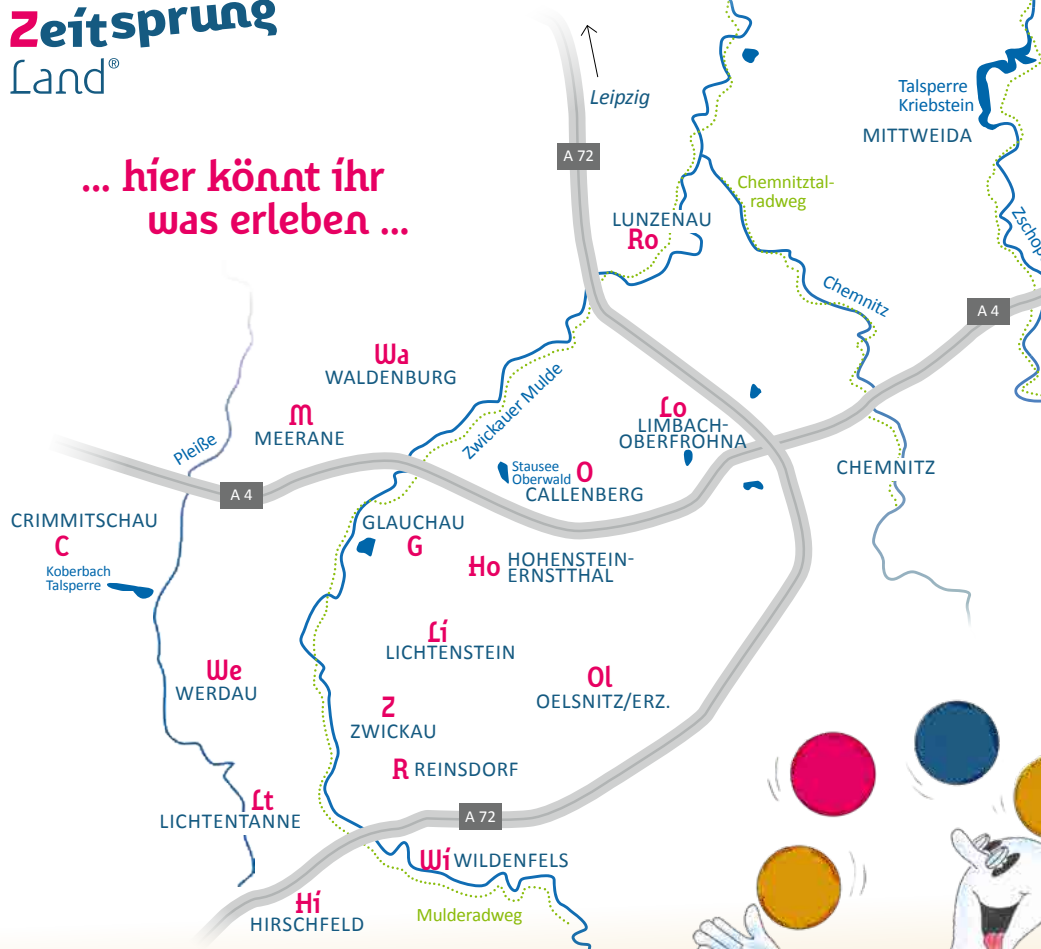 Zeitsprung
Land®
... hier könnt ihr
was erleben ...
Leipzig
A 72
Talsperre
Kriebstein
MITTWEIDA
Chemnitztal-
radweg
LUNZENAU
Ro
Zschop
Chemnitz
A 4
Wa
WALDENBURG
Zwickauer Mulde
M
MEERANE
Lo
LIMBACH-
OBERFROHNA
Pleiße
Stausee
Oberwald
O
CALLENBERG
CHEMNITZ
A 4
CRIMMITSCHAU
C
GLAUCHAU
G
Koberbach
Talsperre
Ho
HOHENSTEIN-
ERNSTTHAL
Li
LICHTENSTEIN
We
WERDAU
Ol
OELSNITZ/ERZ.
Z
ZWICKAU
R REINSDORF
Lt
LICHTENTANNE
A 72
Wi WILDENFELS
Hi
HIRSCHFELD
Mulderadweg